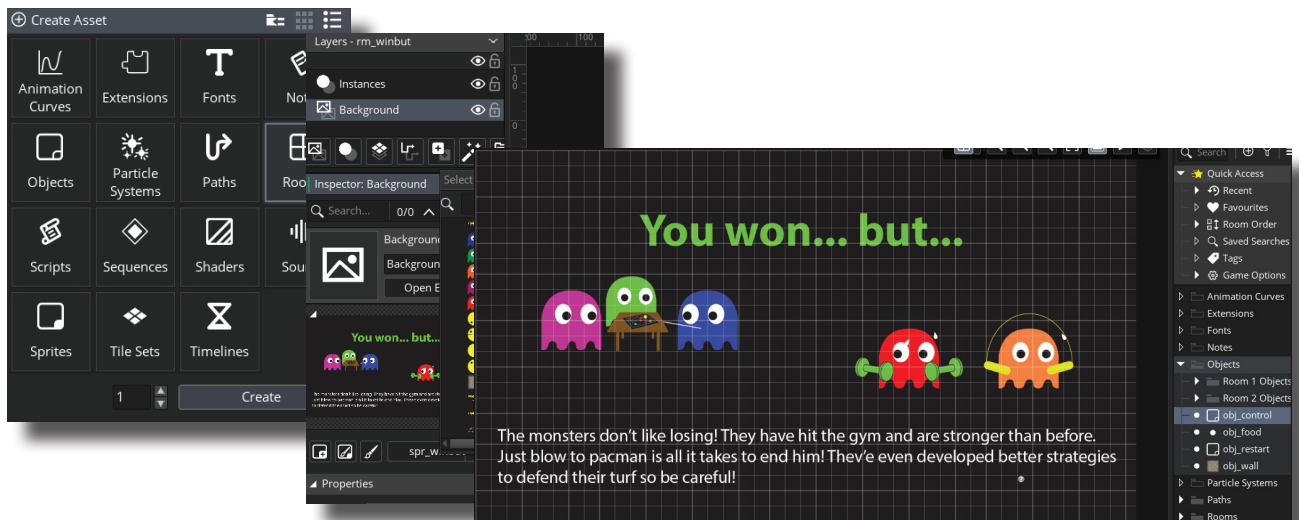 Create Asset
Animation
Curves
Extensions
Fonts
Objects
Particle
Systems
Paths
Scripts
Sequences
Shaders
Sprites
Tile Sets
Timelines
1
Create
Layers - rm_winbut
Instances
Background
Inspector: Background
Search...
0/0
Select
Properties
100
0
You won... but...
The monsters don't like losing! They have hit the gym and are stronger than before.
Just blow to pacman is all it takes to end him! Thev'e even developed better strategies
to defend their turf so be careful!
You won... but...
Search
Quick Access
Recent
Favourites
Room Order
Saved Searches
Tags
Game Options
Animation Curves
Extensions
Fonts
Notes
Objects
Room 1 Objects
Room 2 Objects
obj_control
obj_food
obj_restart
obj_wall
Particle Systems
Paths
Rooms